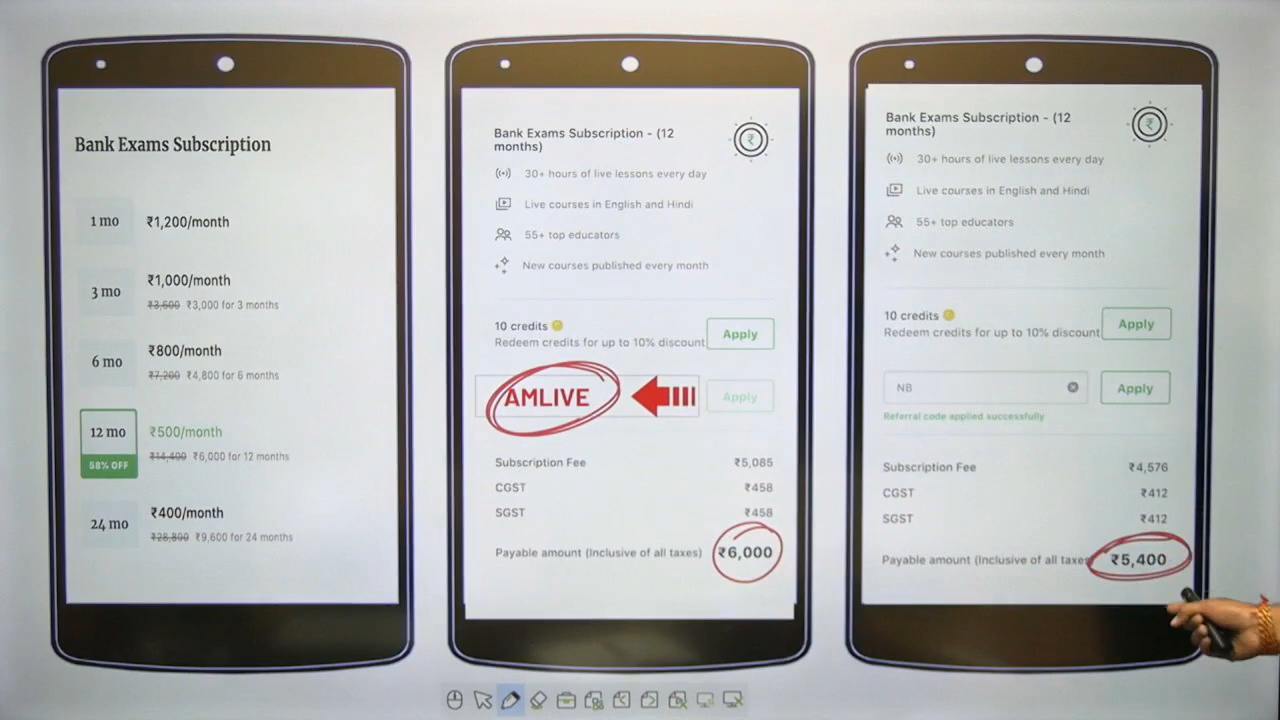 Bank Exams Subscription
1 mo ₹1,200/month
3 mo ₹1,000/month
₹3,600 ₹3,000 for 3 months
6 mo ₹800/month
₹7,200 ₹4,800 for 6 months
12 mo ₹500/month
58% OFF ₹14,400 ₹6,000 for 12 months
24 mo ₹400/month
₹28,800 ₹9,600 for 24 months
Bank Exams Subscription - (12
months)
₹
30+ hours of live lessons every day
Live courses in English and Hindi
55+ top educators
New courses published every month
10 credits
Redeem credits for up to 10% discount
Apply
AMLIVE
Apply
Subscription Fee ₹5,085
CGST ₹458
SGST ₹458
Payable amount (Inclusive of all taxes) ₹6,000
Bank Exams Subscription - (12
months)
₹
30+ hours of live lessons every day
Live courses in English and Hindi
55+ top educators
New courses published every month
10 credits
Redeem credits for up to 10% discount
Apply
NB
Apply
Referral code applied successfully
Subscription Fee ₹4,576
CGST ₹412
SGST ₹412
Payable amount (Inclusive of all taxes ₹5,400